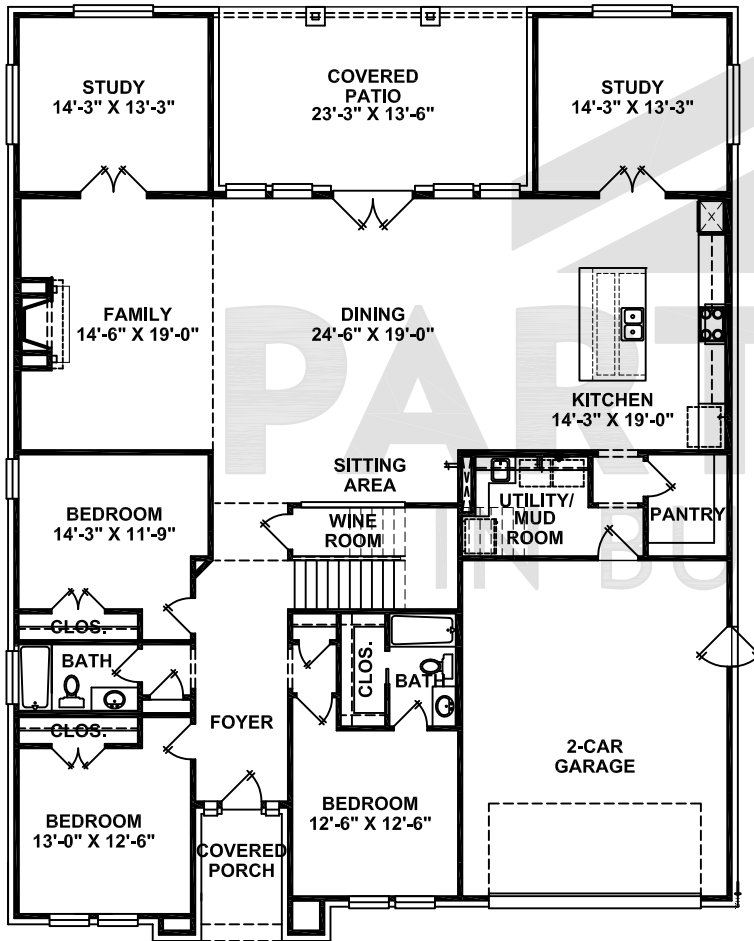 STUDY
14'-3" X 13'-3"
COVERED
PATIO
23'-3" X 13'-6"
STUDY
14'-3" X 13'-3"
FAMILY
14'-6" X 19'-0"
DINING
24'-6" X 19'-0"
KITCHEN
14'-3" X 19'-0"
SITTING
AREA
BEDROOM
14'-3" X 11'-9"
WINE
ROOM
UTILITY/
MUD
ROOM
PANTRY
CLOS.
BATH
CLOS.
BATH
CLOS.
FOYER
2-CAR
GARAGE
BEDROOM
13'-0" X 12'-6"
BEDROOM
12'-6" X 12'-6"
COVERED
PORCH
PART
IN BU